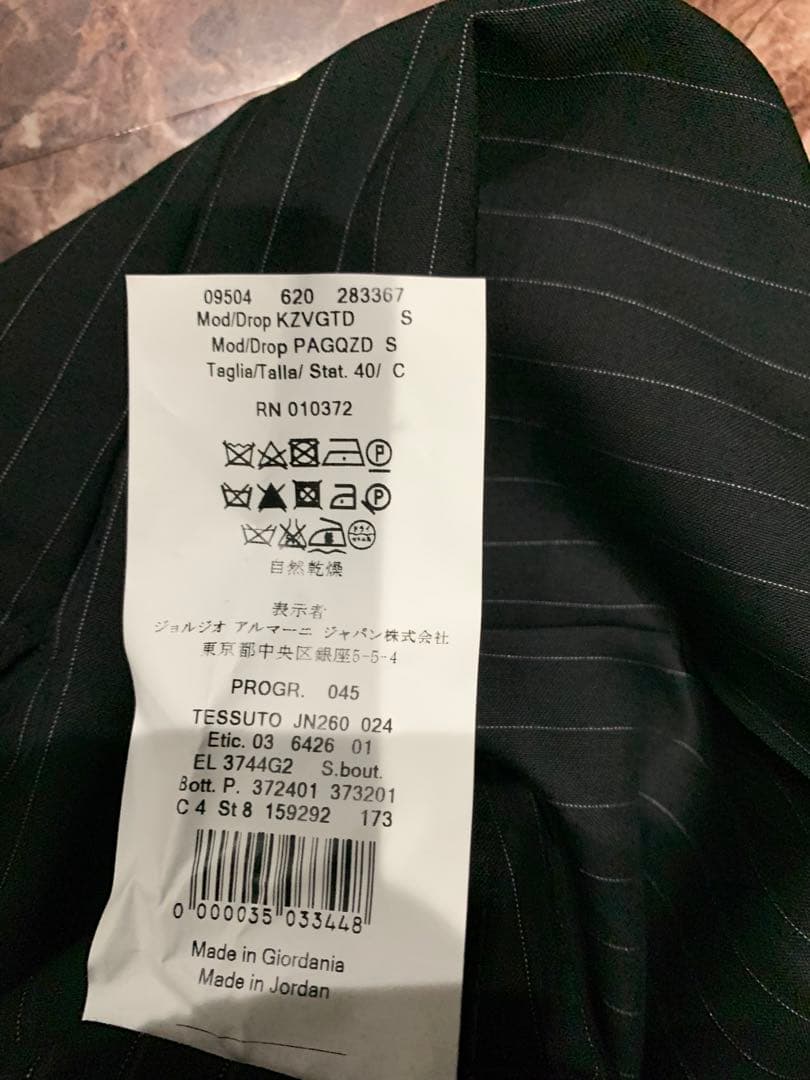 09504 620 283367
Mod/Drop KZVGTD S
Mod/Drop PAGQZD S
Taglia/Talla/ Stat. 40/ C
RN 010372
P
P
ドライ
自然乾燥
表示者
ジョルジオ アルマーニ ジャパン株式会社
東京都中央区銀座5-5-4
PROGR. 045
TESSUTO JN260 024
Etic. 03 6426 01
EL 3744G2 S.bout.
Bott. P. 372401 373201
C 4 St 8 159292 173
0 000035 033448
Made in Giordania
Made in Jordan